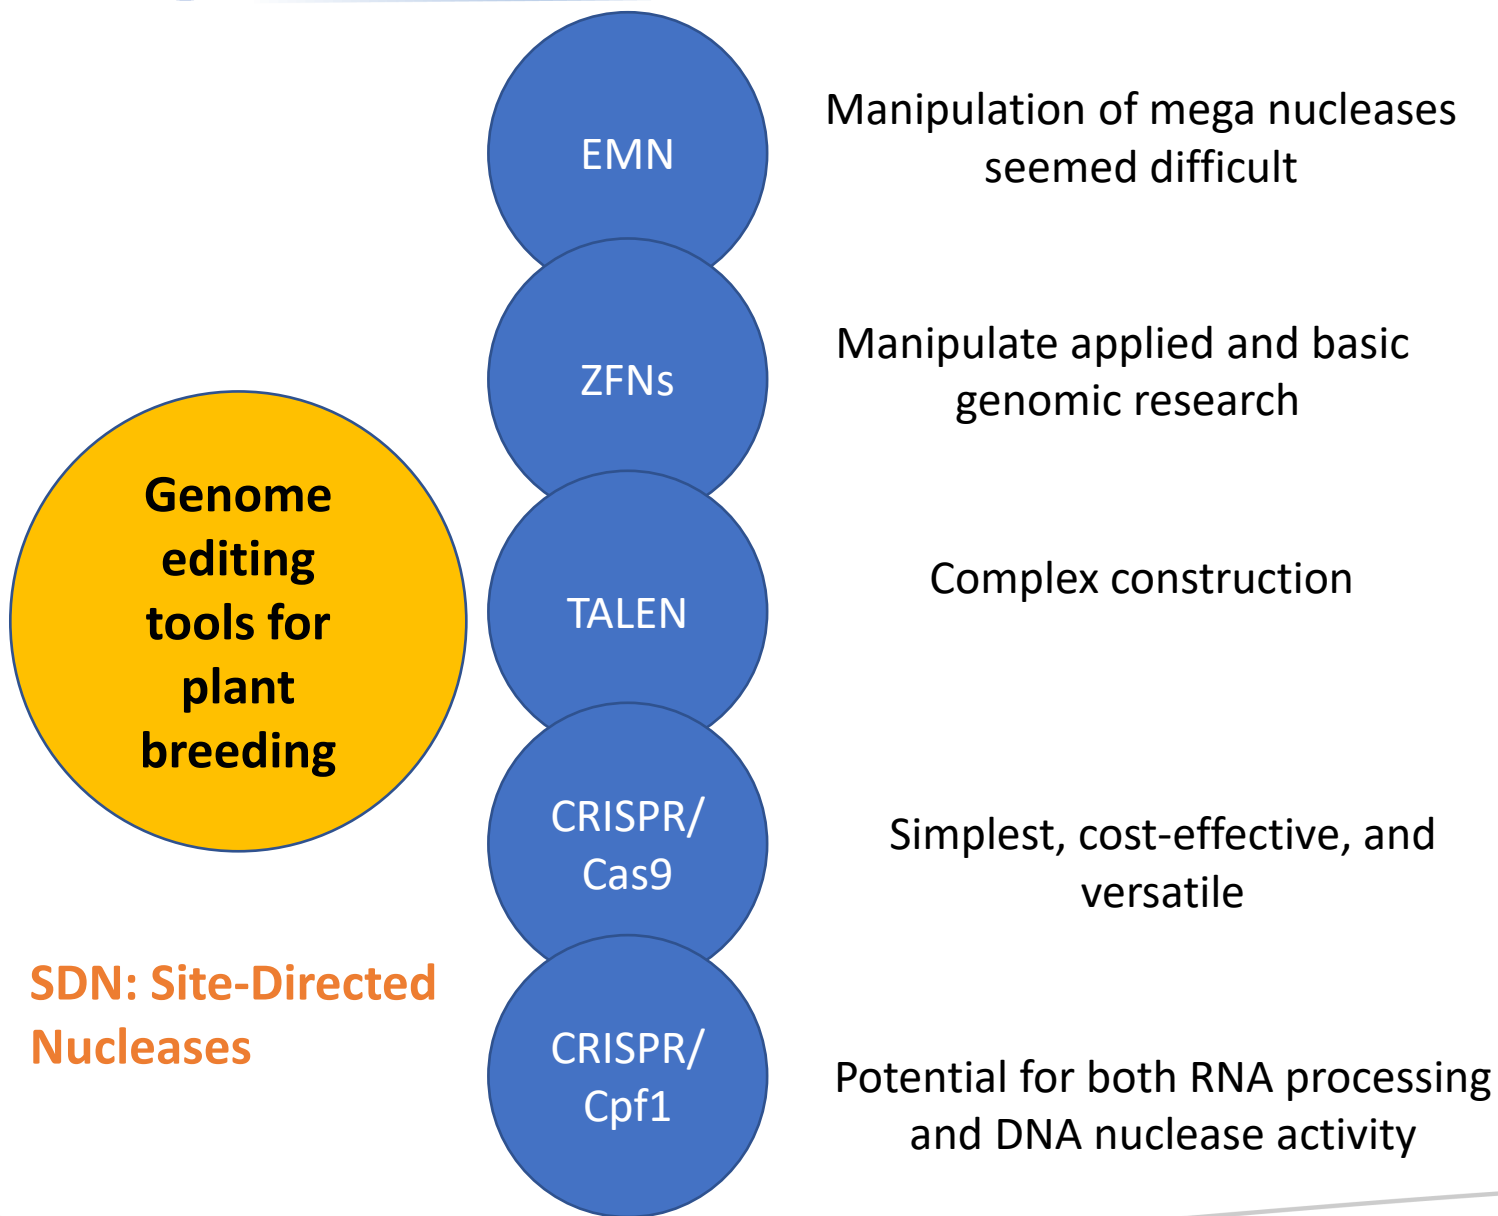 EMN
Manipulation of mega nucleases
seemed difficult
ZFNs
Manipulate applied and basic
genomic research
Genome
editing
tools for
plant
breeding
TALEN
Complex construction
CRISPR/
Cas9
Simplest, cost-effective, and
versatile
SDN: Site-Directed
Nucleases
CRISPR/
Cpf1
Potential for both RNA processing
and DNA nuclease activity